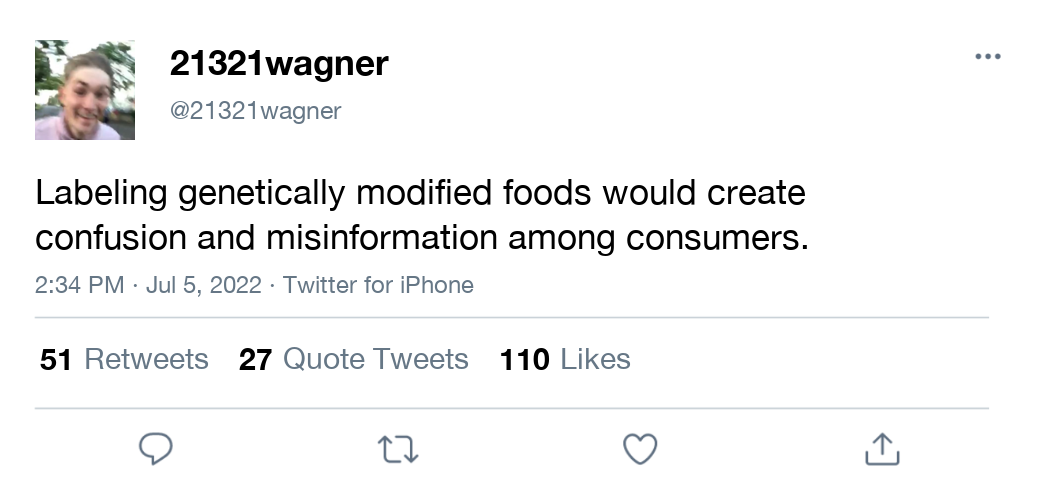 21321wagner
@21321wagner
Labeling genetically modified foods would create
confusion and misinformation among consumers.
2:34 PM · Jul 5, 2022 · Twitter for iPhone
51 Retweets 27 Quote Tweets 110 Likes